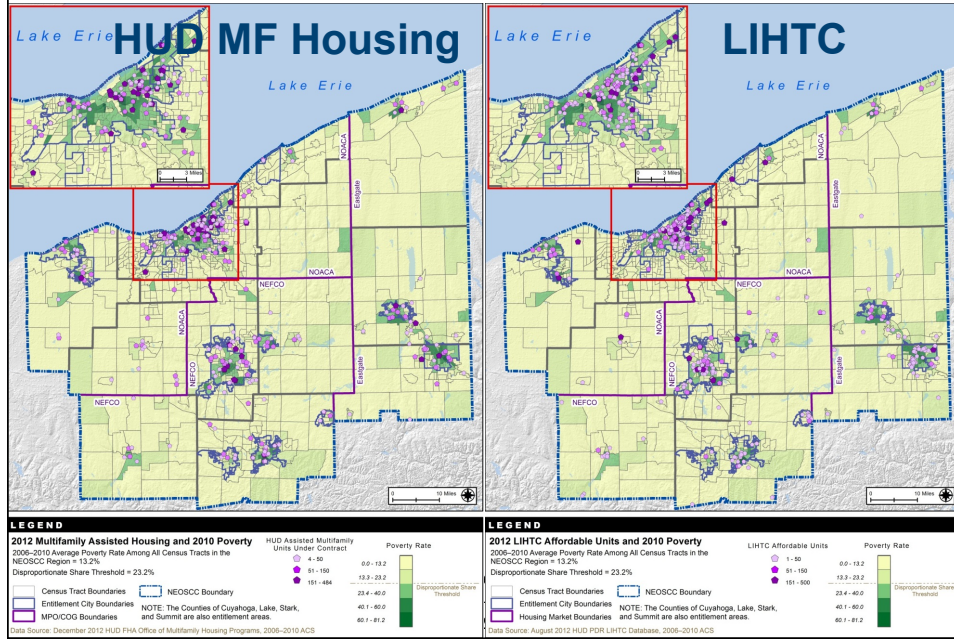 HUD MF Housing
Lake Erie
Lake Erie
0 3 Miles
NOACA
Eastgate
NOACA
NEFCO
NOACA
NEFCO
NEFCO
Eastgate
0 10 Miles
LEGEND
2012 Multifamily Assisted Housing and 2010 Poverty
2006–2010 Average Poverty Rate Among All Census Tracts in the
NEOSCC Region = 13.2%
Disproportionate Share Threshold = 23.2%
Census Tract Boundaries
Entitlement City Boundaries
MPO/COG Boundaries
NEOSCC Boundary
NOTE: The Counties of Cuyahoga, Lake, Stark,
and Summit are also entitlement areas.
HUD Assisted Multifamily
Units Under Contract
4 - 50
51 - 150
151 - 484
Poverty Rate
0.0 - 13.2
13.3 - 23.2
23.4 - 40.0
40.1 - 60.0
60.1 - 81.2
Disproportionate Share
Threshold
Data Source: December 2012 HUD FHA Office of Multifamily Housing Programs, 2006–2010 ACS
LIHTC
Lake Erie
Lake Erie
0 3 Miles
NOACA
Eastgate
NOACA
NEFCO
NOACA
NEFCO
NEFCO
Eastgate
0 10 Miles
LEGEND
2012 LIHTC Affordable Units and 2010 Poverty
2006–2010 Average Poverty Rate Among All Census Tracts in the
NEOSCC Region = 13.2%
Disproportionate Share Threshold = 23.2%
Census Tract Boundaries
Entitlement City Boundaries
Housing Market Boundaries
NEOSCC Boundary
NOTE: The Counties of Cuyahoga, Lake, Stark,
and Summit are also entitlement areas.
LIHTC Affordable Units
1 - 50
51 - 150
151 - 500
Poverty Rate
0.0 - 13.2
13.3 - 23.2
23.4 - 40.0
40.1 - 60.0
60.1 - 81.2
Disproportionate Share
Threshold
Data Source: August 2012 HUD PDR LIHTC Database, 2006–2010 ACS